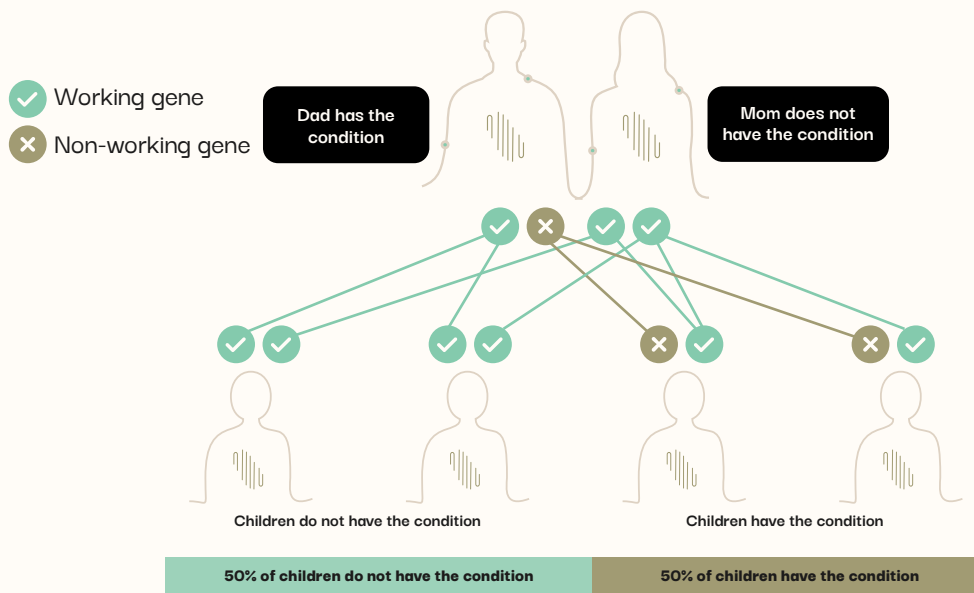 Working gene
Non-working gene
Dad has the
condition
Mom does not
have the condition
Children do not have the condition
Children have the condition
50% of children do not have the condition
50% of children have the condition